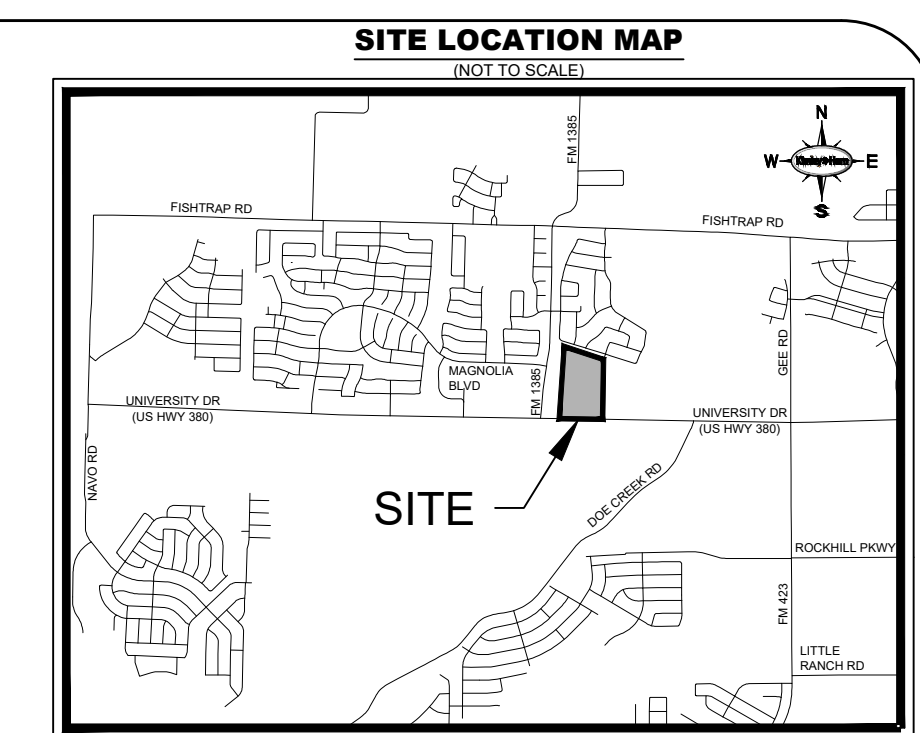 SITE LOCATION MAP
(NOT TO SCALE)
N
W
E
S
FM 1385
FISHTRAP RD
FISHTRAP RD
GEE RD
MAGNOLIA
BLVD
FM 1385
UNIVERSITY DR
(US HWY 380)
UNIVERSITY DR
(US HWY 380)
NAVO RD
SITE
DOE CREEK RD
ROCKHILL PKWY
FM 423
LITTLE
RANCH RD